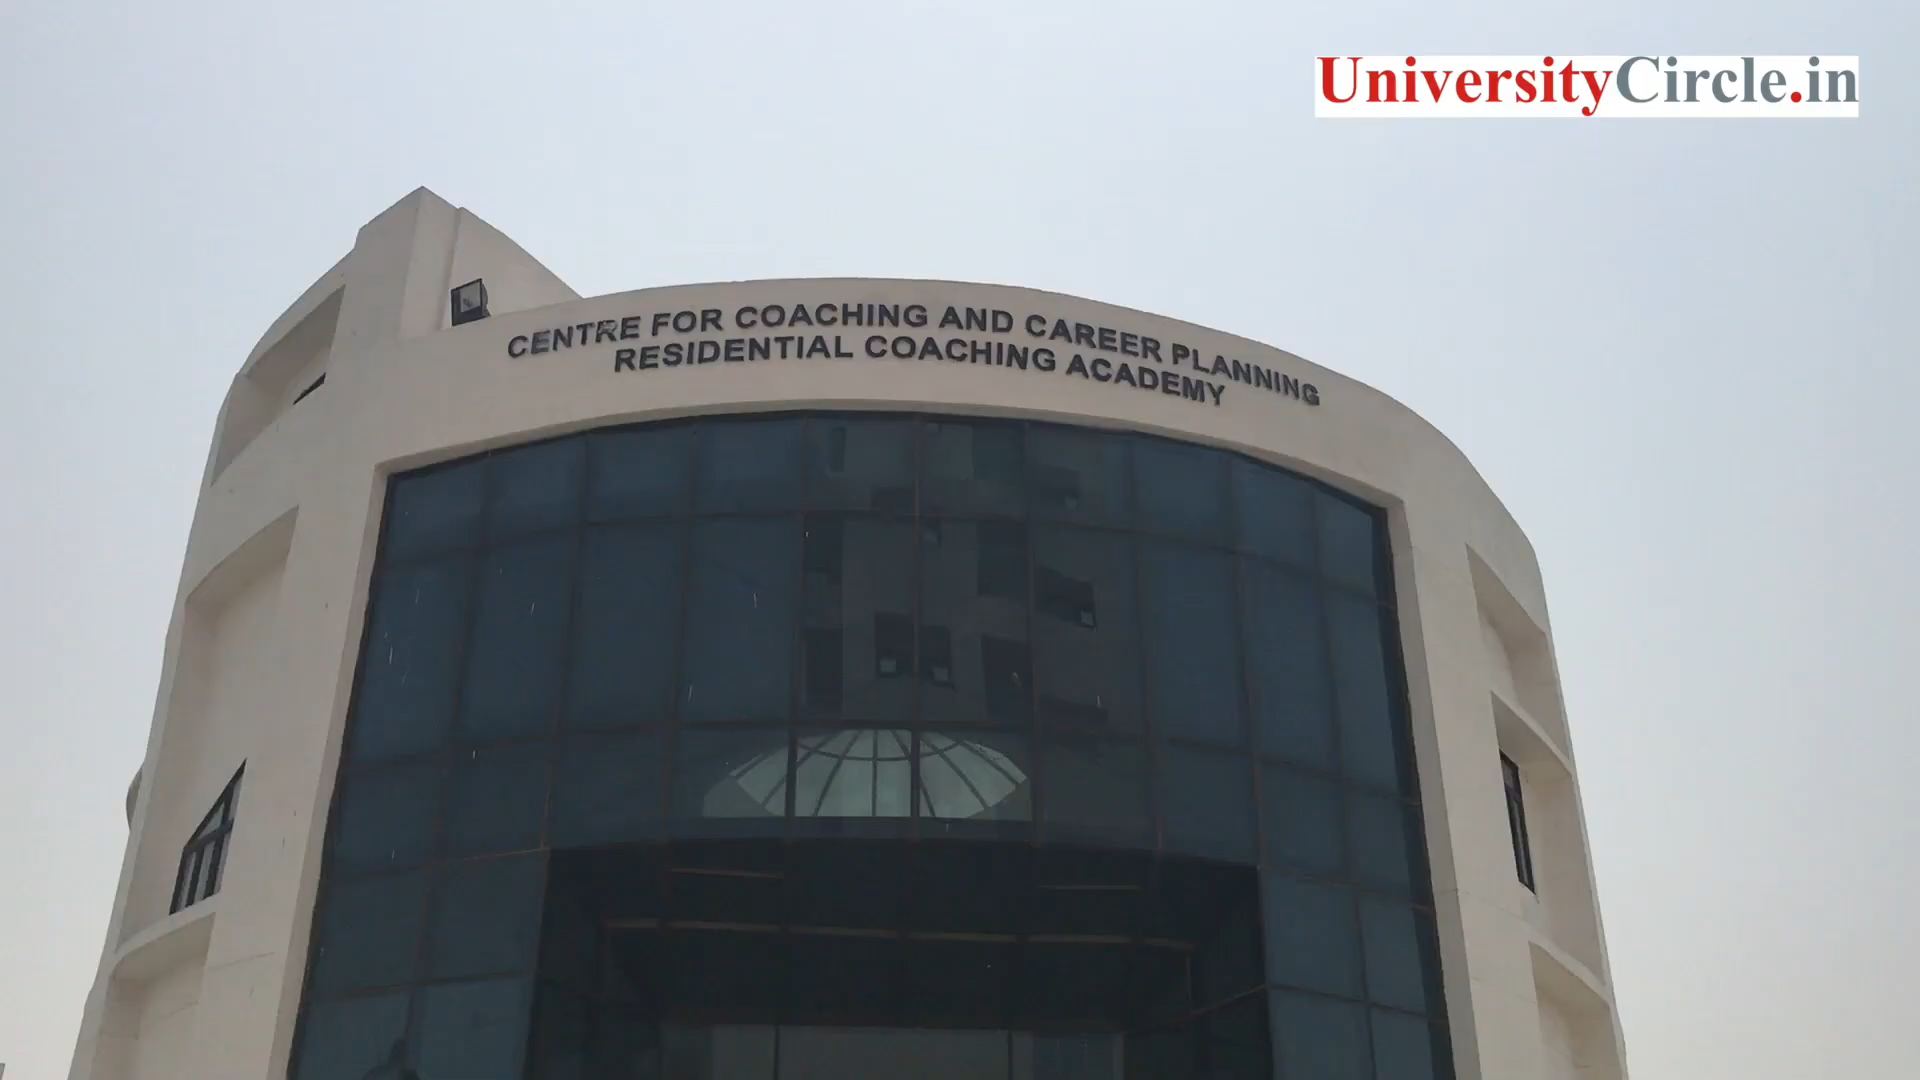 UniversityCircle.in
CENTRE FOR COACHING AND CAREER PLANNING
RESIDENTIAL COACHING ACADEMY